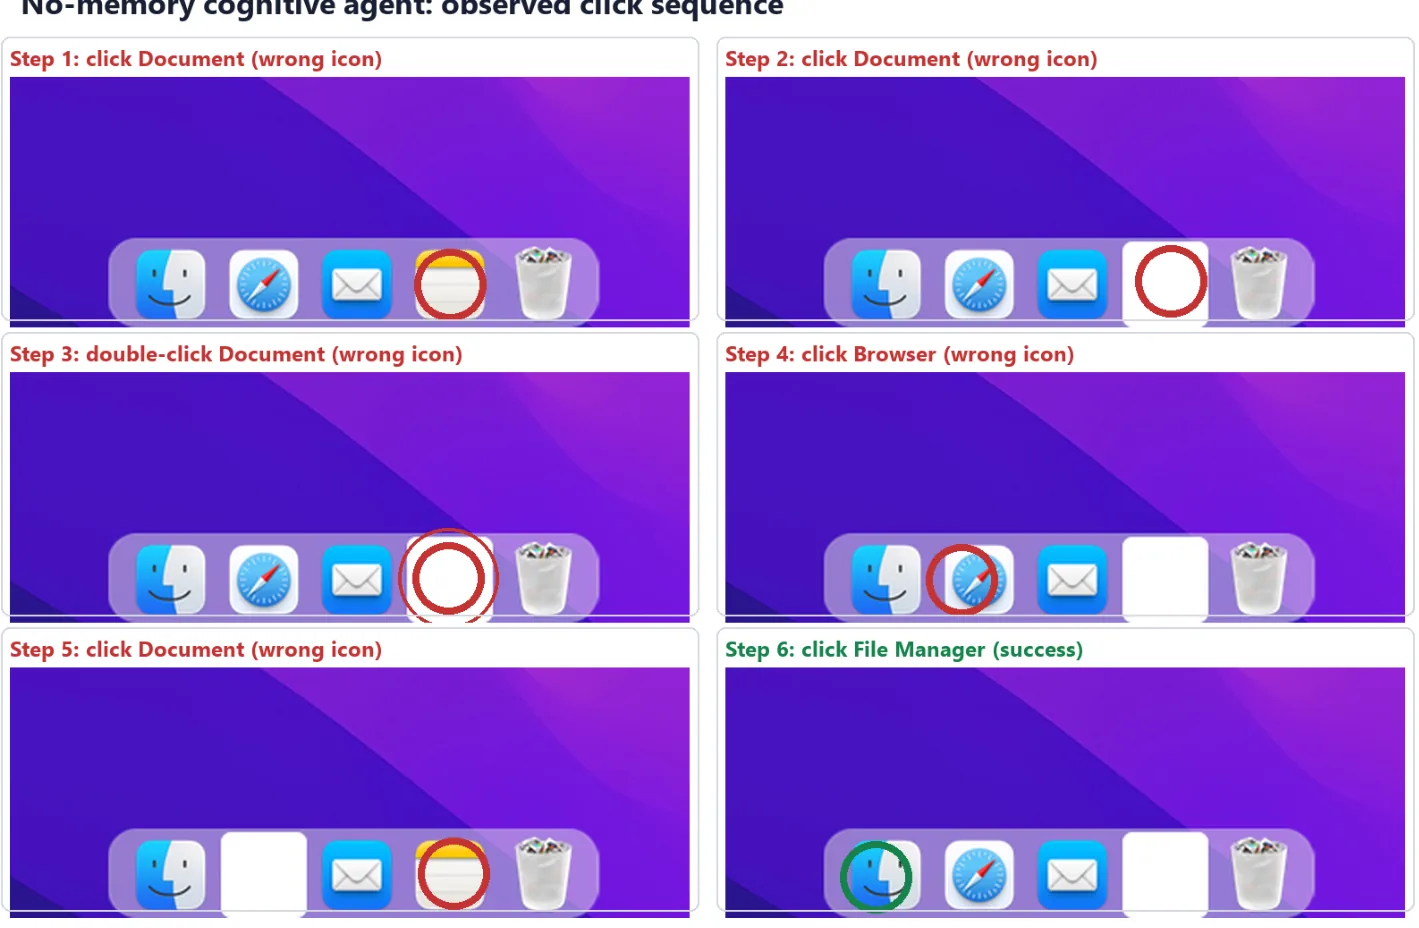 No-memory cognitive agent: observed click sequence
Step 1: click Document (wrong icon)
Step 2: click Document (wrong icon)
Step 3: double-click Document (wrong icon)
Step 4: click Browser (wrong icon)
Step 5: click Document (wrong icon)
Step 6: click File Manager (success)